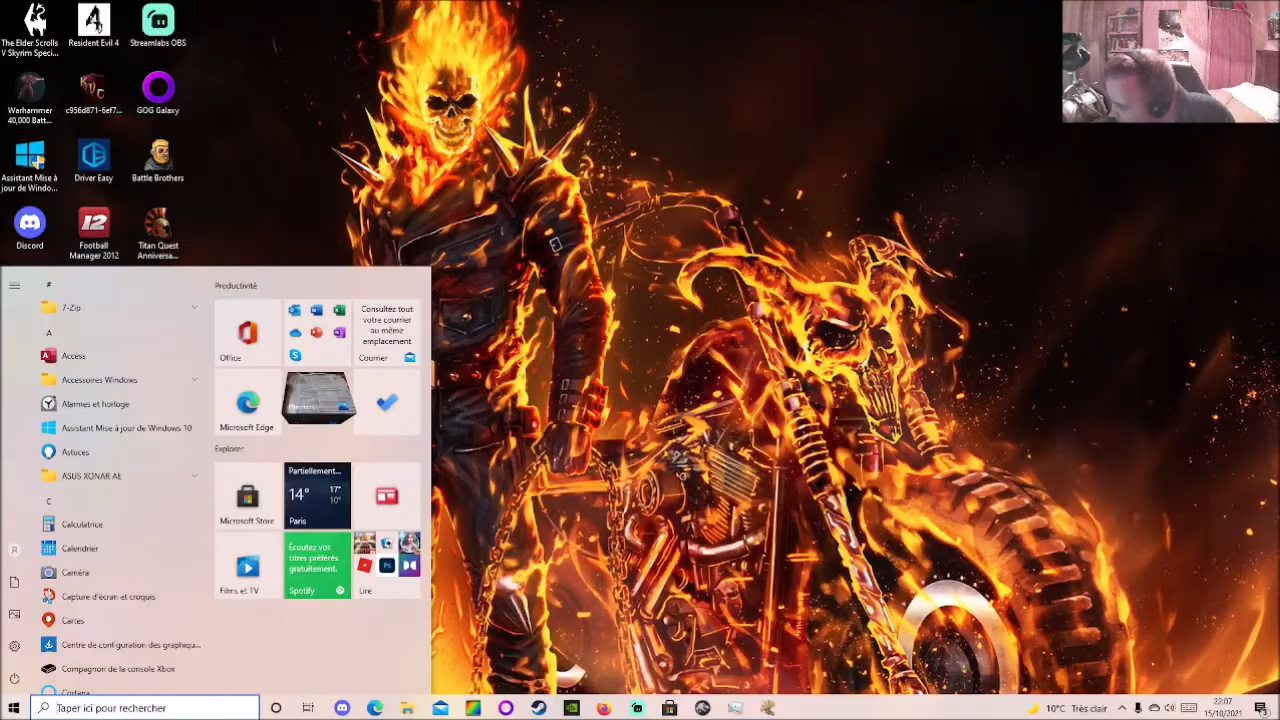 The Elder Scrolls
V Skyrim Speci...
Resident Evil 4
Streamlabs OBS
Warhammer
40,000 Batt...
c956d871-6ef7...
GOG Galaxy
Assistant Mise à
jour de Windo...
Driver Easy
Battle Brothers
Discord
12
Football
Manager 2012
Titan Quest
Anniversa...
#
7-Zip
A
Access
Accessoires Windows
Alarmes et horloge
Assistant Mise à jour de Windows 10
Astuces
ASUS XONAR AE
C
Calculatrice
Calendrier
Caméra
Capture d'écran et croquis
Cartes
Centre de configuration des graphiqu...
Compagnon de la console Xbox
Cortana
Productivité
Office
Consultez tout
votre courrier
au même
emplacement
Courrier
Microsoft Edge
Photos
Explorer
Microsoft Store
Partiellement...
14° 17°
10°
Paris
Films et TV
Écoutez vos
titres préférés
gratuitement.
Spotify
Ps
Lire
Taper ici pour rechercher
10°C Très clair
22:07
15/10/2021